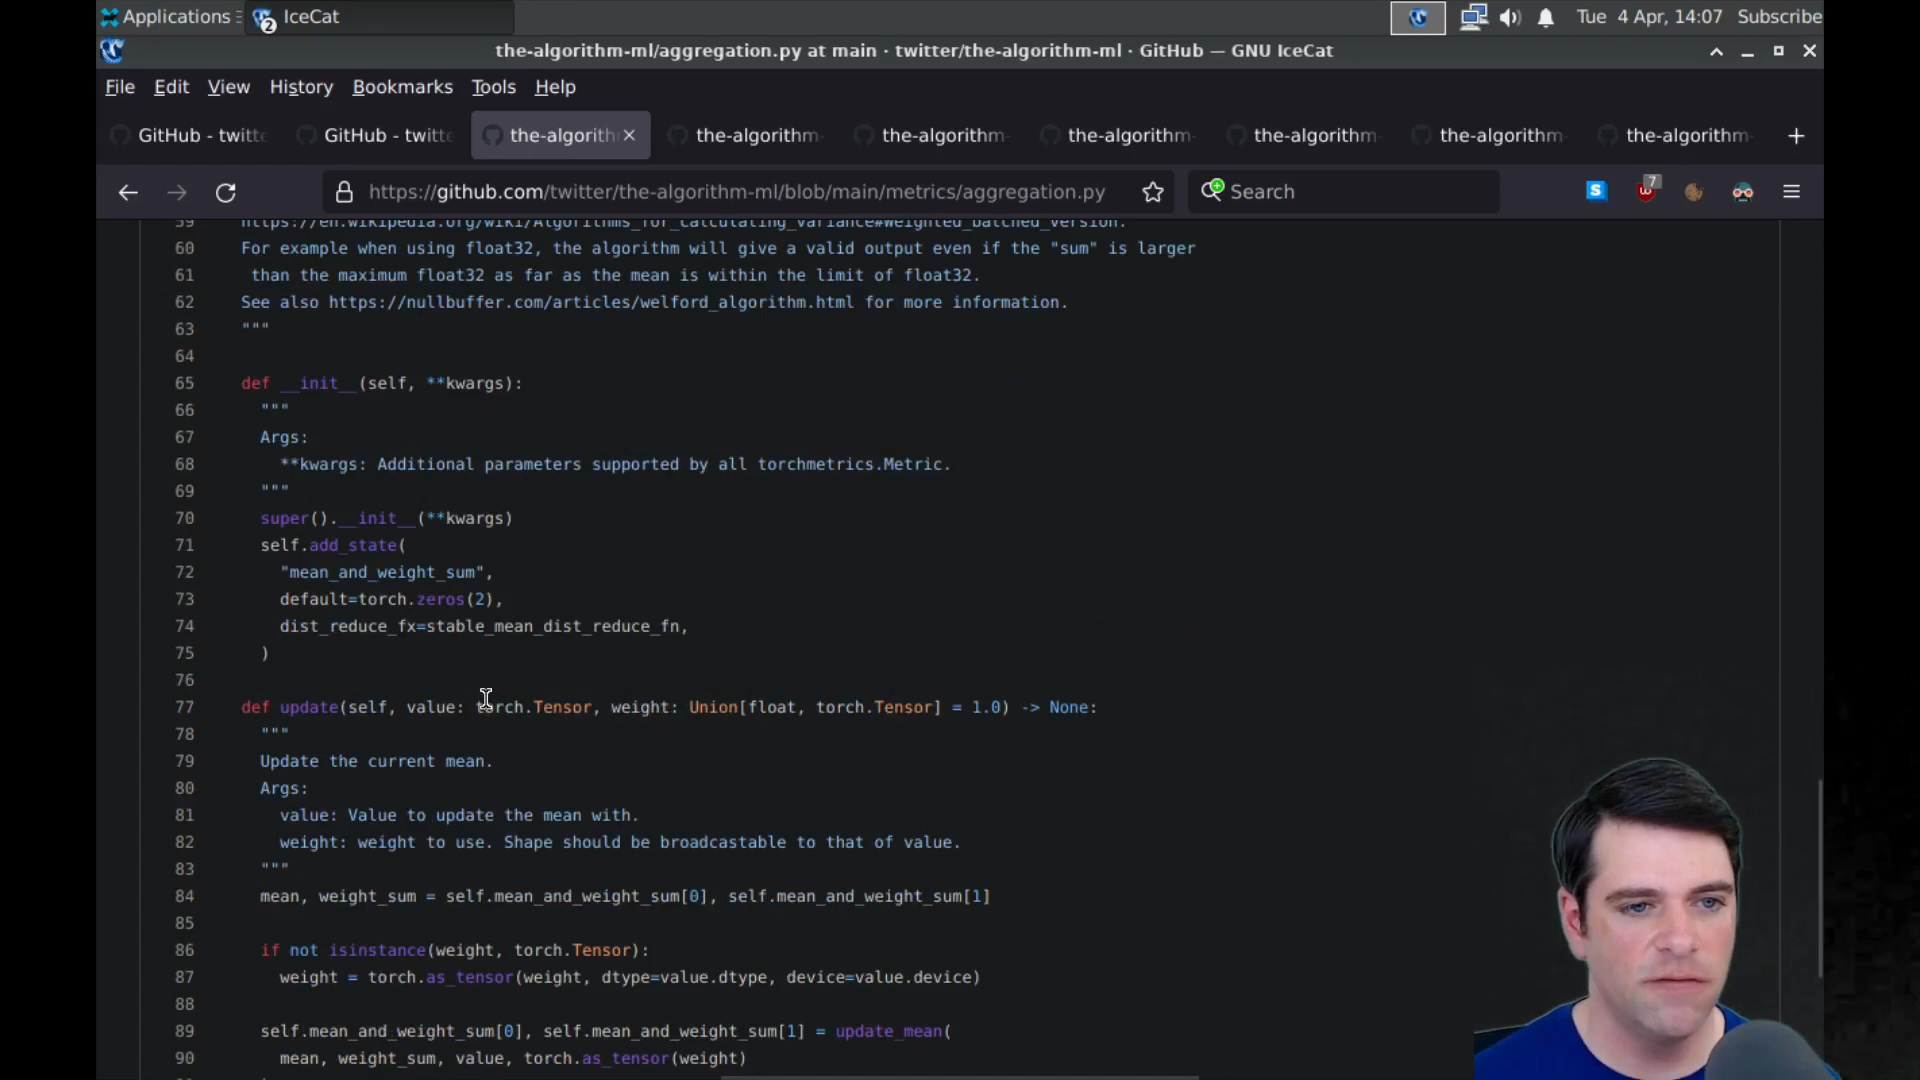 Applications
2
IceCat
Tue 4 Apr, 14:07 Subscribe
the-algorithm-ml/aggregation.py at main · twitter/the-algorithm-ml · GitHub — GNU IceCat
File Edit View History Bookmarks Tools Help
GitHub - twitt
GitHub - twitt
the-algorith
the-algorithm
the-algorithm
the-algorithm
the-algorithm
the-algorithm
the-algorithm
https://github.com/twitter/the-algorithm-ml/blob/main/metrics/aggregation.py
Search
S
7
59 https://en.wikipedia.org/wiki/Algorithms_for_calculating_variance#Weighted_batched_version.
60 For example when using float32, the algorithm will give a valid output even if the "sum" is larger
61 than the maximum float32 as far as the mean is within the limit of float32.
62 See also https://nullbuffer.com/articles/welford_algorithm.html for more information.
63 """
64
65 def __init__(self, **kwargs):
66 """
67 Args:
68 **kwargs: Additional parameters supported by all torchmetrics.Metric.
69 """
70 super().__init__(**kwargs)
71 self.add_state(
72 "mean_and_weight_sum",
73 default=torch.zeros(2),
74 dist_reduce_fx=stable_mean_dist_reduce_fn,
75 )
76
77 def update(self, value: torch.Tensor, weight: Union[float, torch.Tensor] = 1.0) -> None:
78 """
79 Update the current mean.
80 Args:
81 value: Value to update the mean with.
82 weight: weight to use. Shape should be broadcastable to that of value.
83 """
84 mean, weight_sum = self.mean_and_weight_sum[0], self.mean_and_weight_sum[1]
85
86 if not isinstance(weight, torch.Tensor):
87 weight = torch.as_tensor(weight, dtype=value.dtype, device=value.device)
88
89 self.mean_and_weight_sum[0], self.mean_and_weight_sum[1] = update_mean(
90 mean, weight_sum, value, torch.as_tensor(weight)